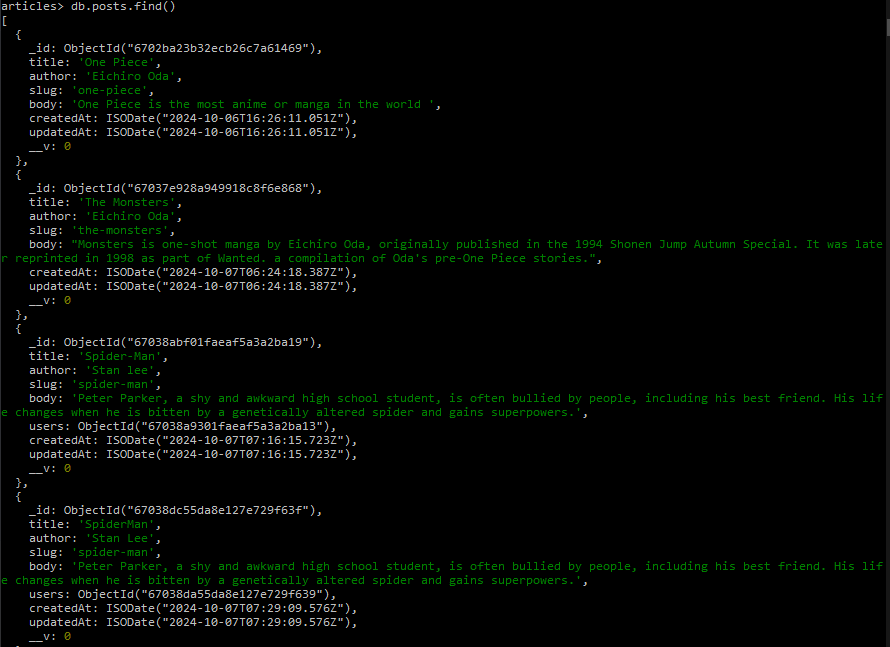 articles> db.posts.find()
[
  {
    _id: ObjectId("6702ba23b32ecb26c7a61469"),
    title: 'One Piece',
    author: 'Eichiro Oda',
    slug: 'one-piece',
    body: 'One Piece is the most anime or manga in the world ',
    createdAt: ISODate("2024-10-06T16:26:11.051Z"),
    updatedAt: ISODate("2024-10-06T16:26:11.051Z"),
    __v: 0
  },
  {
    _id: ObjectId("67037e928a949918c8f6e868"),
    title: 'The Monsters',
    author: 'Eichiro Oda',
    slug: 'the-monsters',
    body: "Monsters is one-shot manga by Eichiro Oda, originally published in the 1994 Shonen Jump Autumn Special. It was late
r reprinted in 1998 as part of Wanted. a compilation of Oda's pre-One Piece stories.",
    createdAt: ISODate("2024-10-07T06:24:18.387Z"),
    updatedAt: ISODate("2024-10-07T06:24:18.387Z"),
    __v: 0
  },
  {
    _id: ObjectId("67038abf01faeaf5a3a2ba19"),
    title: 'Spider-Man',
    author: 'Stan lee',
    slug: 'spider-man',
    body: 'Peter Parker, a shy and awkward high school student, is often bullied by people, including his best friend. His lif
e changes when he is bitten by a genetically altered spider and gains superpowers.',
    users: ObjectId("67038a9301faeaf5a3a2ba13"),
    createdAt: ISODate("2024-10-07T07:16:15.723Z"),
    updatedAt: ISODate("2024-10-07T07:16:15.723Z"),
    __v: 0
  },
  {
    _id: ObjectId("67038dc55da8e127e729f63f"),
    title: 'SpiderMan',
    author: 'Stan Lee',
    slug: 'spider-man',
    body: 'Peter Parker, a shy and awkward high school student, is often bullied by people, including his best friend. His lif
e changes when he is bitten by a genetically altered spider and gains superpowers.',
    users: ObjectId("67038da55da8e127e729f639"),
    createdAt: ISODate("2024-10-07T07:29:09.576Z"),
    updatedAt: ISODate("2024-10-07T07:29:09.576Z"),
    __v: 0